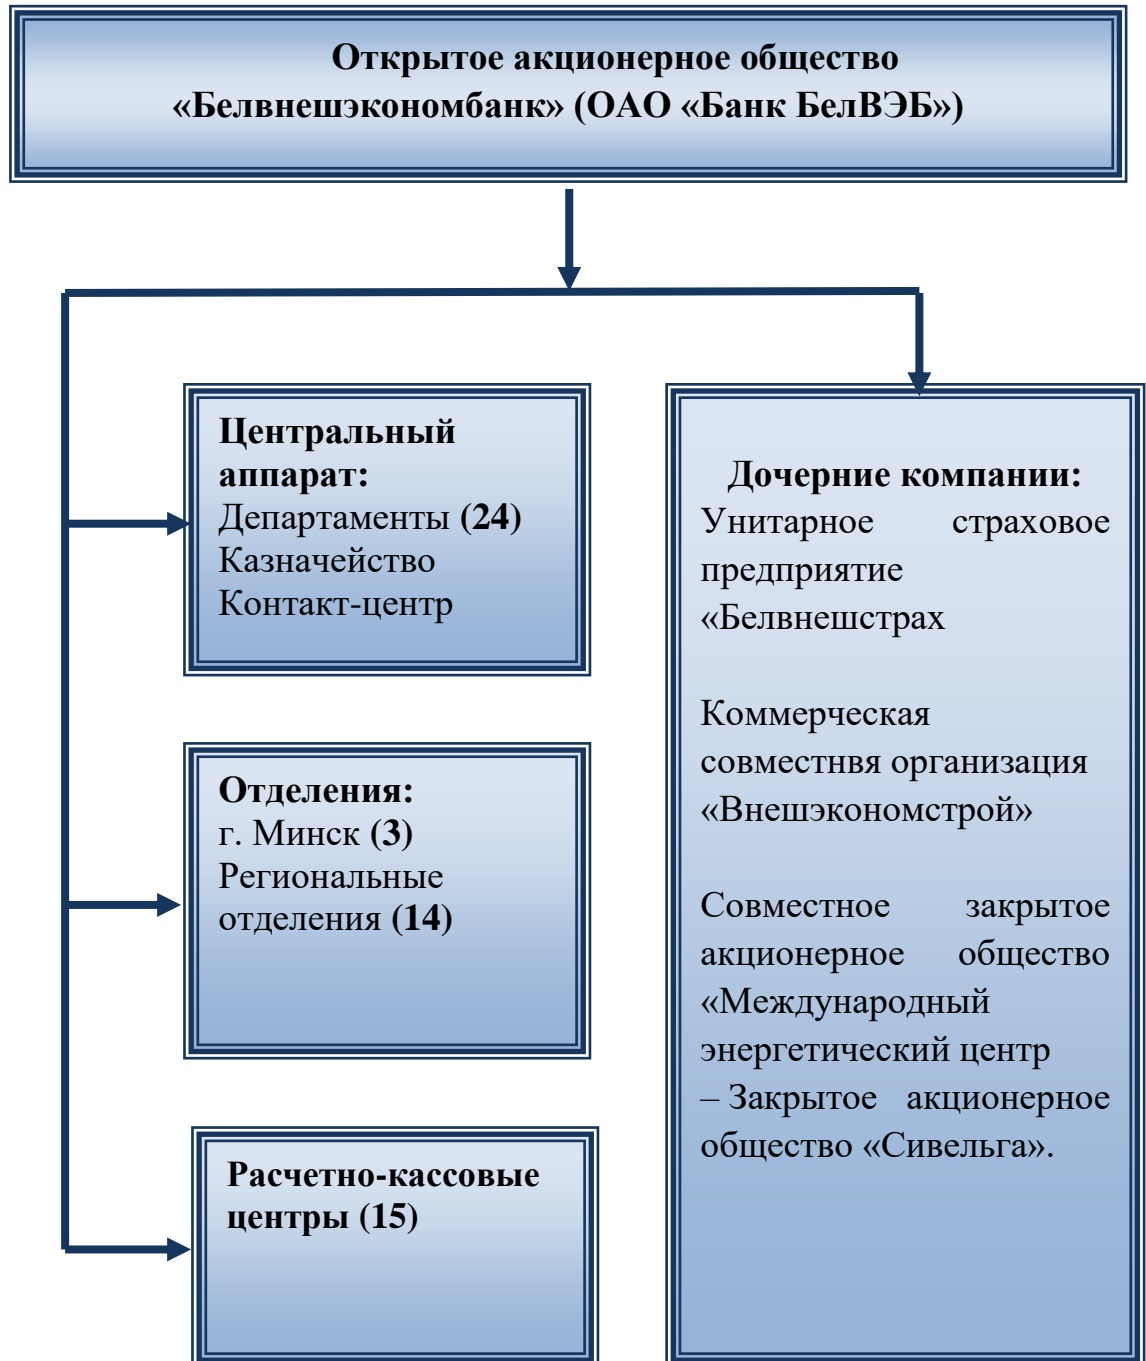 Открытое акционерное общество
«Белвнешэкономбанк» (ОАО «Банк БелВЭБ»)
Центральный
аппарат:
Департаменты (24)
Казначейство
Контакт-центр
Отделения:
г. Минск (3)
Региональные
отделения (14)
Расчетно-кассовые
центры (15)
Дочерние компании:
Унитарное страховое
предприятие
«Белвнешстрах
Коммерческая
совместнвя организация
«Внешэкономстрой»
Совместное закрытое
акционерное общество
«Международный
энергетический центр
– Закрытое акционерное
общество «Сивельга».